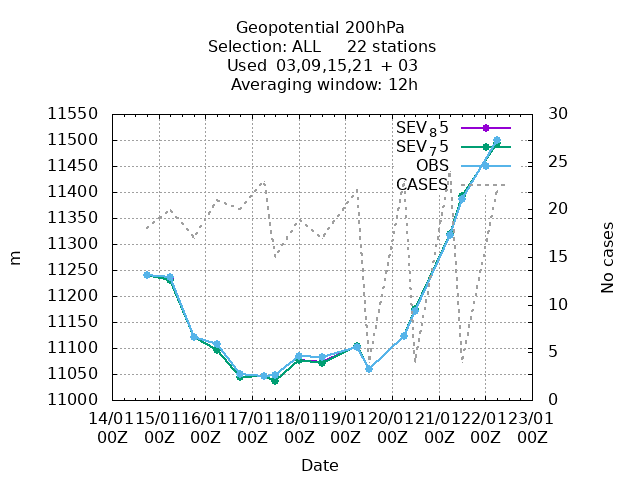 Geopotential 200hPa
Selection: ALL 22 stations
Used 03,09,15,21 + 03
Averaging window: 12h
11550
11500
11450
11400
11350
11300
11250
11200
11150
11100
11050
11000
m
30
25
20
15
10
5
0
No cases
SEV₈5
SEV₇5
OBS
CASES
14/01 15/01 16/01 17/01 18/01 19/01 20/01 21/01 22/01 23/01
00Z 00Z 00Z 00Z 00Z 00Z 00Z 00Z 00Z 00Z
Date